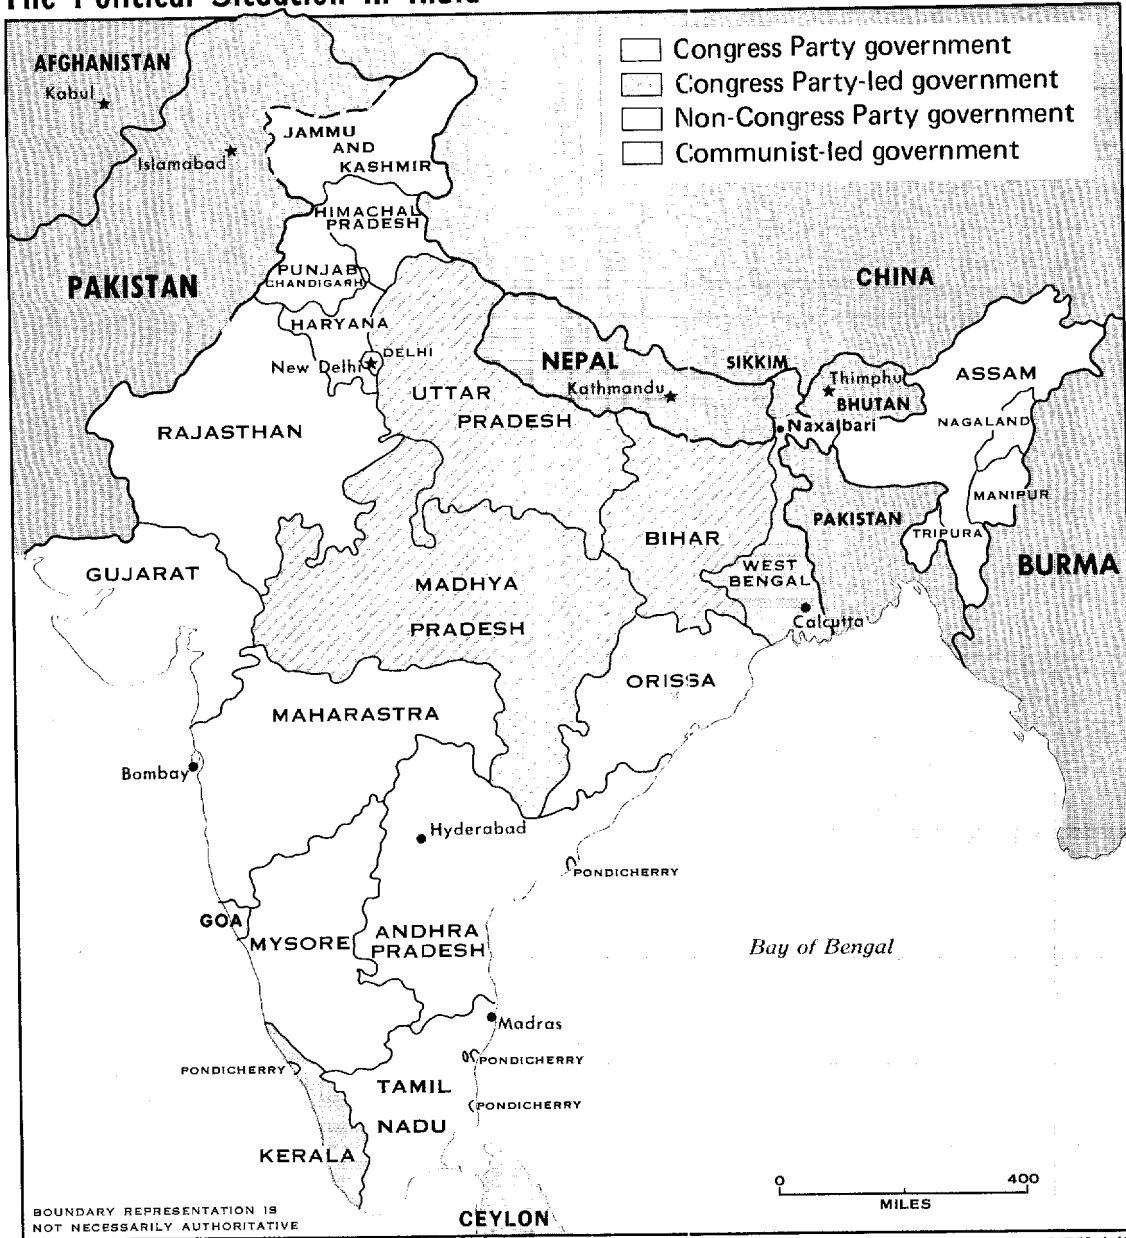 The Political Situation in India
Congress Party government
Congress Party-led government
Non-Congress Party government
Communist-led government
AFGHANISTAN
Kabul
Islamabad
JAMMU
AND
KASHMIR
HIMACHAL
PRADESH
PUNJAB
CHANDIGARH
PAKISTAN
CHINA
HARYANA
DELHI
New Delhi
NEPAL
Kathmandu
SIKKIM
Thimphu
BHUTAN
ASSAM
UTTAR
PRADESH
RAJASTHAN
Naxalbari
NAGALAND
MANIPUR
PAKISTAN
TRIPURA
BIHAR
WEST
BENGAL
BURMA
GUJARAT
MADHYA
PRADESH
Calcutta
ORISSA
MAHARASTRA
Bombay
Hyderabad
PONDICHERRY
GOA
MYSORE
ANDHRA
PRADESH
Bay of Bengal
Madras
PONDICHERRY
PONDICHERRY
TAMIL
NADU
PONDICHERRY
KERALA
0
400
MILES
CEYLON
BOUNDARY REPRESENTATION IS
NOT NECESSARILY AUTHORITATIVE